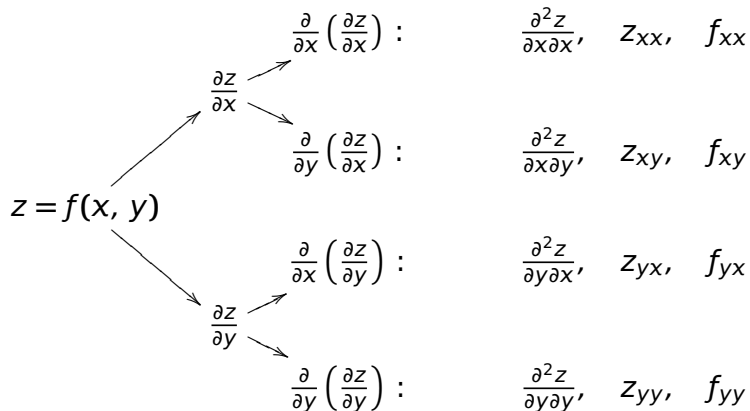 ∂/∂x (∂z/∂x) : ∂²z/∂x∂x, z_xx, f_xx
∂z/∂x
∂/∂y (∂z/∂x) : ∂²z/∂x∂y, z_xy, f_xy
z = f(x, y)
∂/∂x (∂z/∂y) : ∂²z/∂y∂x, z_yx, f_yx
∂z/∂y
∂/∂y (∂z/∂y) : ∂²z/∂y∂y, z_yy, f_yy